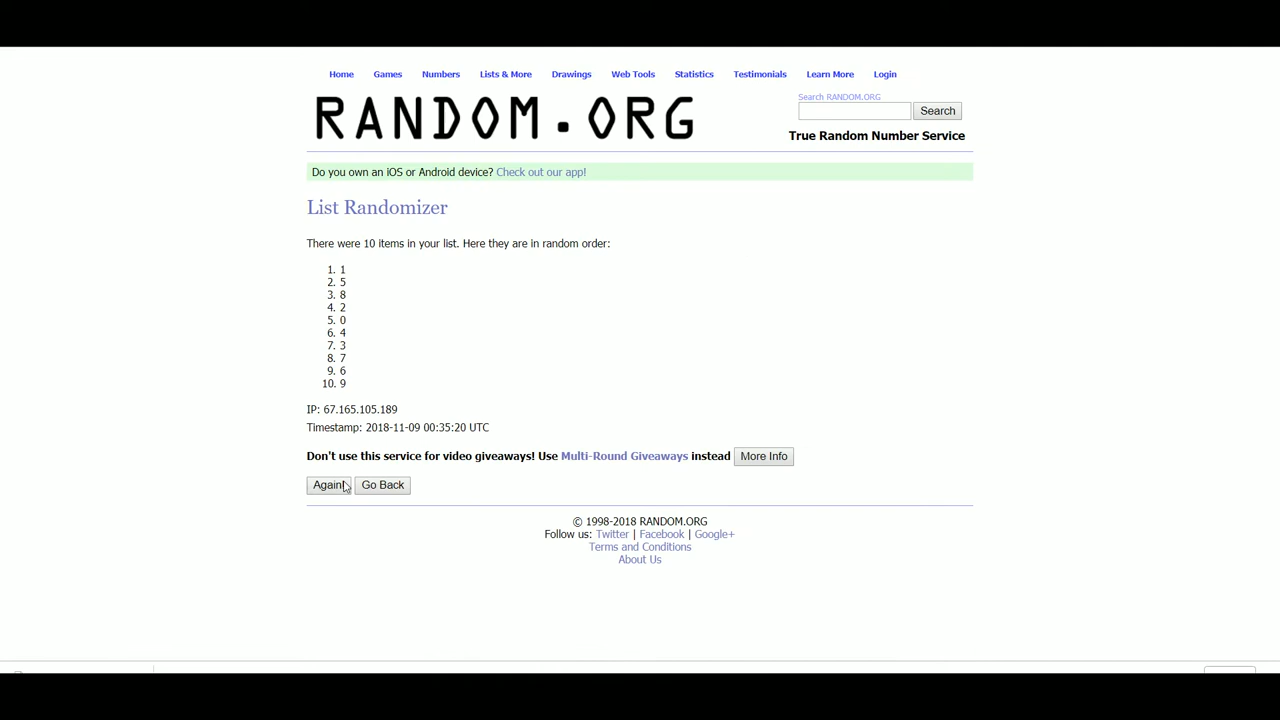 Home Games Numbers Lists & More Drawings Web Tools Statistics Testimonials Learn More Login
Search RANDOM.ORG
RANDOM.ORG
Search
True Random Number Service
Do you own an iOS or Android device? Check out our app!
List Randomizer
There were 10 items in your list. Here they are in random order:
1. 1
2. 5
3. 8
4. 2
5. 0
6. 4
7. 3
8. 7
9. 6
10. 9
IP: 67.165.105.189
Timestamp: 2018-11-09 00:35:20 UTC
Don't use this service for video giveaways! Use Multi-Round Giveaways instead More Info
Again! Go Back
© 1998-2018 RANDOM.ORG
Follow us: Twitter | Facebook | Google+
Terms and Conditions
About Us